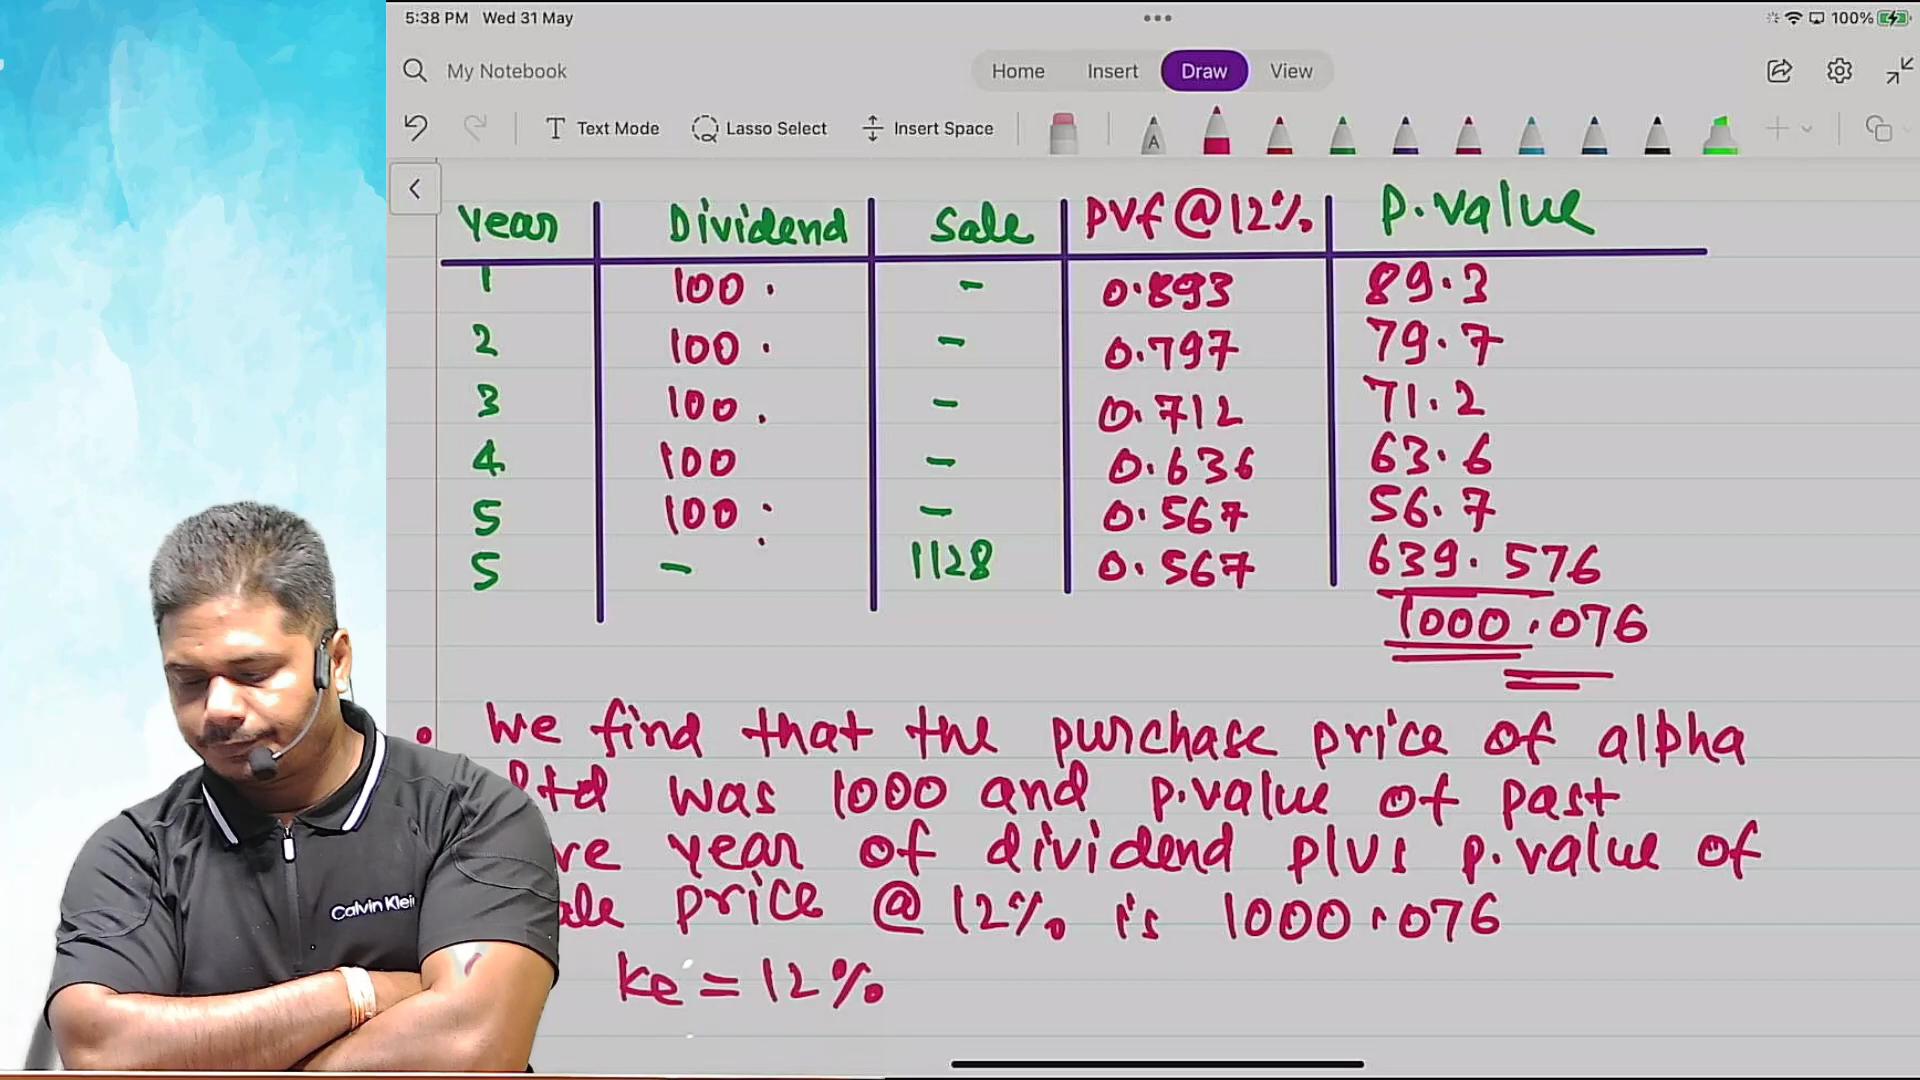 5:38 PM Wed 31 May
100%
My Notebook
Home Insert Draw View
Text Mode Lasso Select Insert Space
A
Year Dividend Sale PVf @ 12% P.value
1 100 - 0.893 89.3
2 100 - 0.797 79.7
3 100 - 0.712 71.2
4 100 - 0.636 63.6
5 100 - 0.567 56.7
5 - 1128 0.567 639.576
1000.076
• We find that the purchase price of alpha
ltd was 1000 and p.value of past
year of dividend plus p.value of
price @ 12% is 1000.076
ke = 12%
Calvin Klei